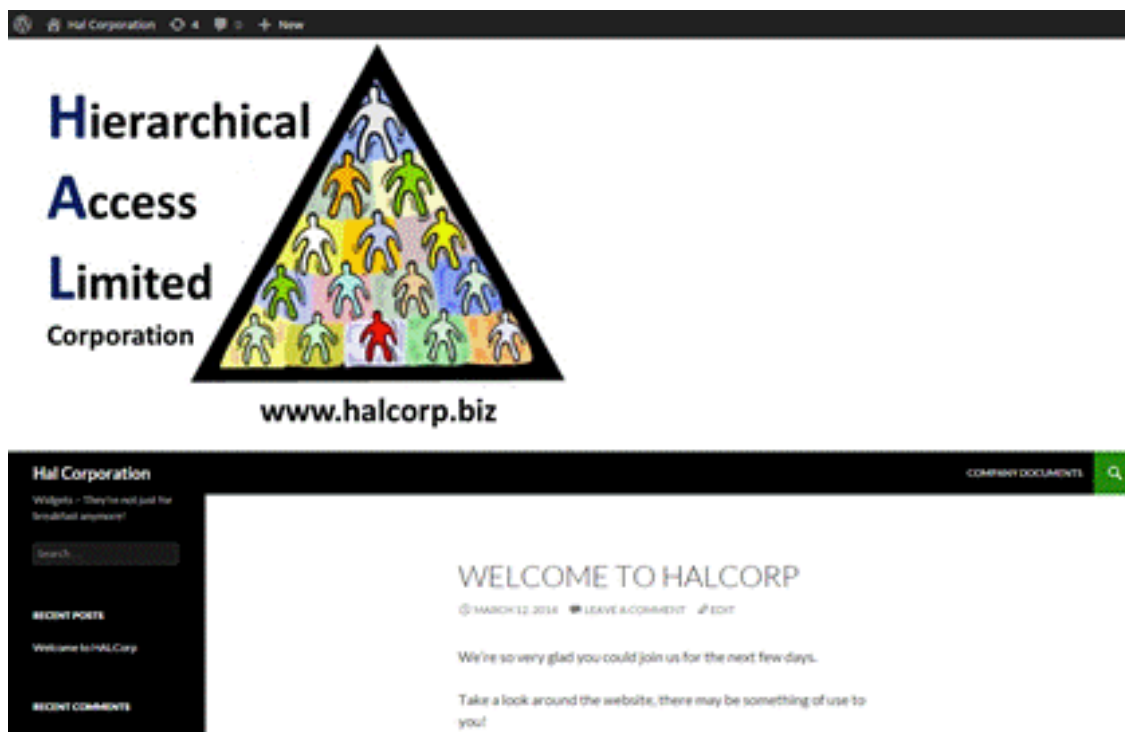 Hal Corporation 4 0 + New
Hierarchical
Access
Limited
Corporation
www.halcorp.biz
Hal Corporation
COMPANY DOCUMENTS
Widgets - They're not just for
breakfast anymore!
Search ...
WELCOME TO HALCORP
MARCH 12, 2014 LEAVE A COMMENT EDIT
RECENT POSTS
Welcome to HALCorp
We're so very glad you could join us for the next few days.
RECENT COMMENTS
Take a look around the website, there may be something of use to
you!